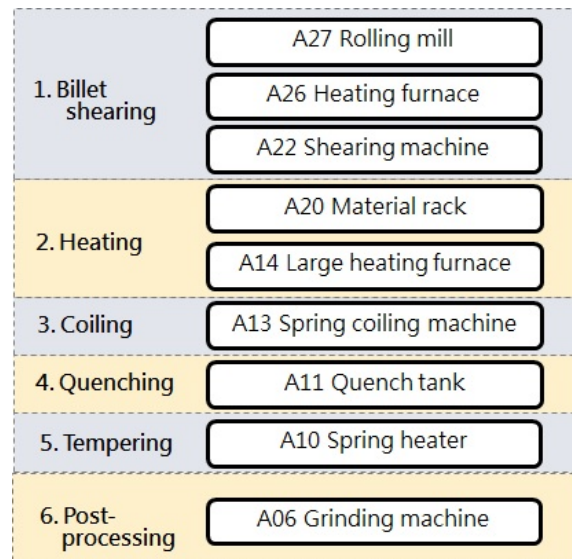 1. Billet
shearing
A27 Rolling mill
A26 Heating furnace
A22 Shearing machine
2. Heating
A20 Material rack
A14 Large heating furnace
3. Coiling
A13 Spring coiling machine
4. Quenching
A11 Quench tank
5. Tempering
A10 Spring heater
6. Post-
processing
A06 Grinding machine